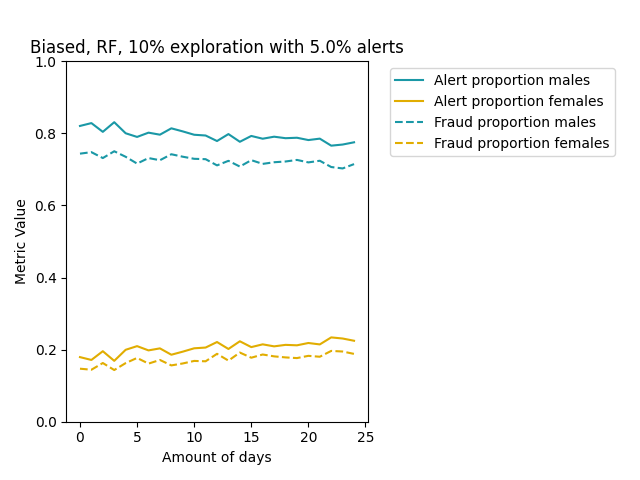 Biased, RF, 10% exploration with 5.0% alerts
Alert proportion males
Alert proportion females
Fraud proportion males
Fraud proportion females
1.0
0.8
0.6
0.4
0.2
0.0
Metric Value
0 5 10 15 20 25
Amount of days